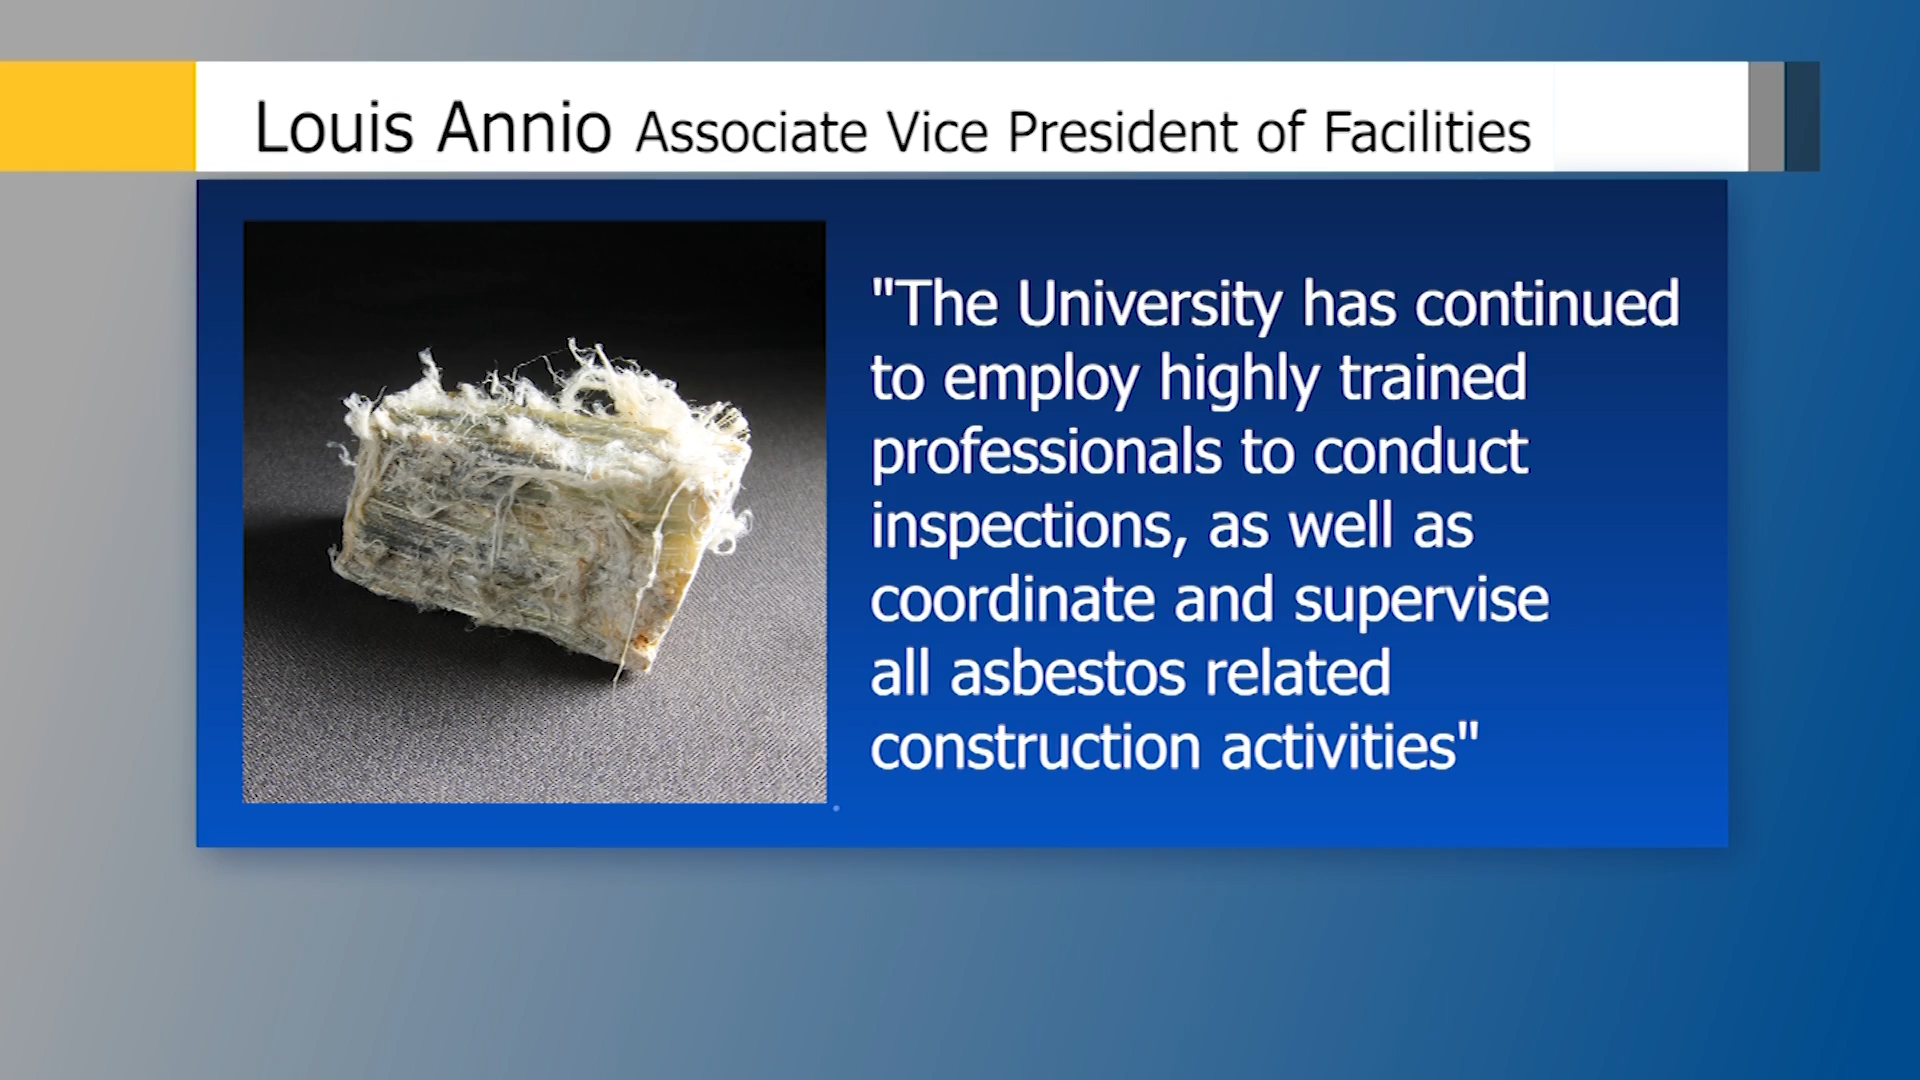 Louis Annio Associate Vice President of Facilities
"The University has continued
to employ highly trained
professionals to conduct
inspections, as well as
coordinate and supervise
all asbestos related
construction activities"